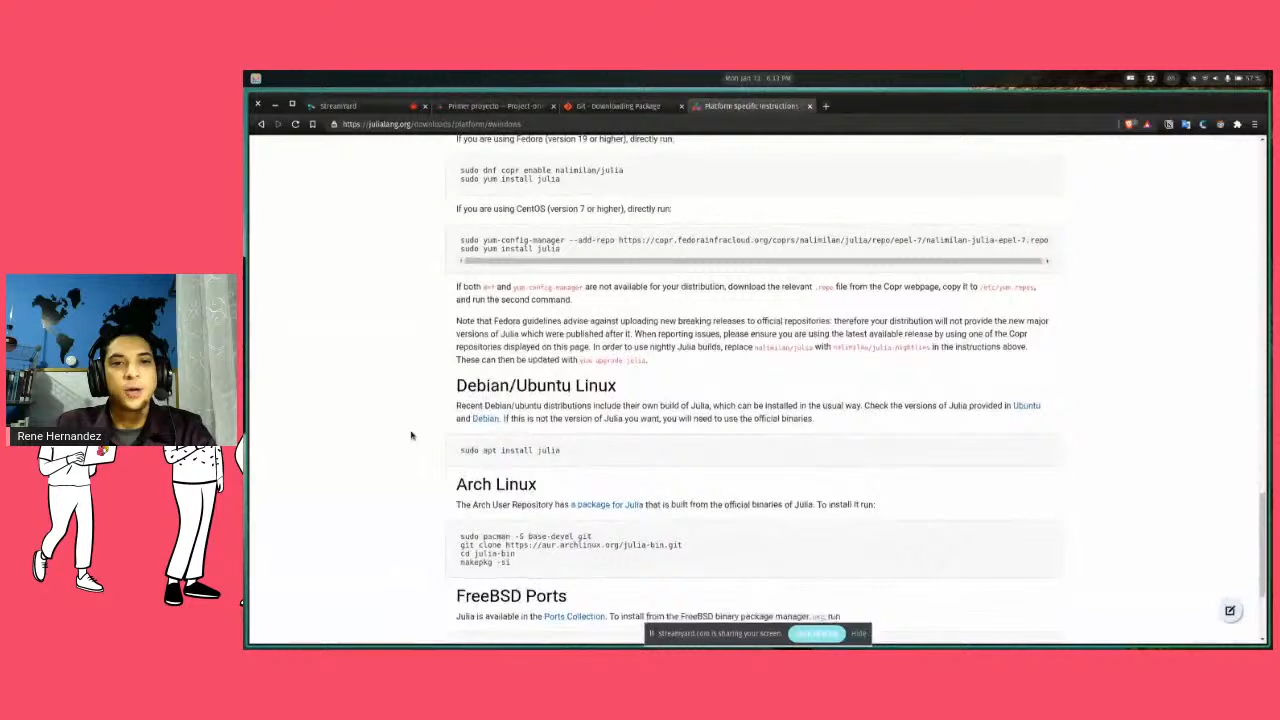 Mon Jan 11 6:13 PM
57 %
StreamYard
Primer proyecto — Project-on
Git - Downloading Package
Platform Specific Instructions
https://julialang.org/downloads/platform/#windows
If you are using Fedora (version 19 or higher), directly run:
sudo dnf copr enable nalimilan/julia
sudo yum install julia
If you are using CentOS (version 7 or higher), directly run:
sudo yum-config-manager --add-repo https://copr.fedorainfracloud.org/coprs/nalimilan/julia/repo/epel-7/nalimilan-julia-epel-7.repo
sudo yum install julia
If both dnf and yum-config-manager are not available for your distribution, download the relevant .repo file from the Copr webpage, copy it to /etc/yum.repos,
and run the second command.
Note that Fedora guidelines advise against uploading new breaking releases to official repositories: therefore your distribution will not provide the new major
versions of Julia which were published after it. When reporting issues, please ensure you are using the latest available release by using one of the Copr
repositories displayed on this page. In order to use nightly Julia builds, replace nalimilan/julia with nalimilan/julia-nightlies in the instructions above.
These can then be updated with yum upgrade julia.
Debian/Ubuntu Linux
Recent Debian/ubuntu distributions include their own build of Julia, which can be installed in the usual way. Check the versions of Julia provided in Ubuntu
and Debian. If this is not the version of Julia you want, you will need to use the official binaries.
sudo apt install julia
Arch Linux
The Arch User Repository has a package for Julia that is built from the official binaries of Julia. To install it run:
sudo pacman -S base-devel git
git clone https://aur.archlinux.org/julia-bin.git
cd julia-bin
makepkg -si
FreeBSD Ports
Julia is available in the Ports Collection. To install from the FreeBSD binary package manager, run
streamyard.com is sharing your screen.
Hide
Rene Hernandez